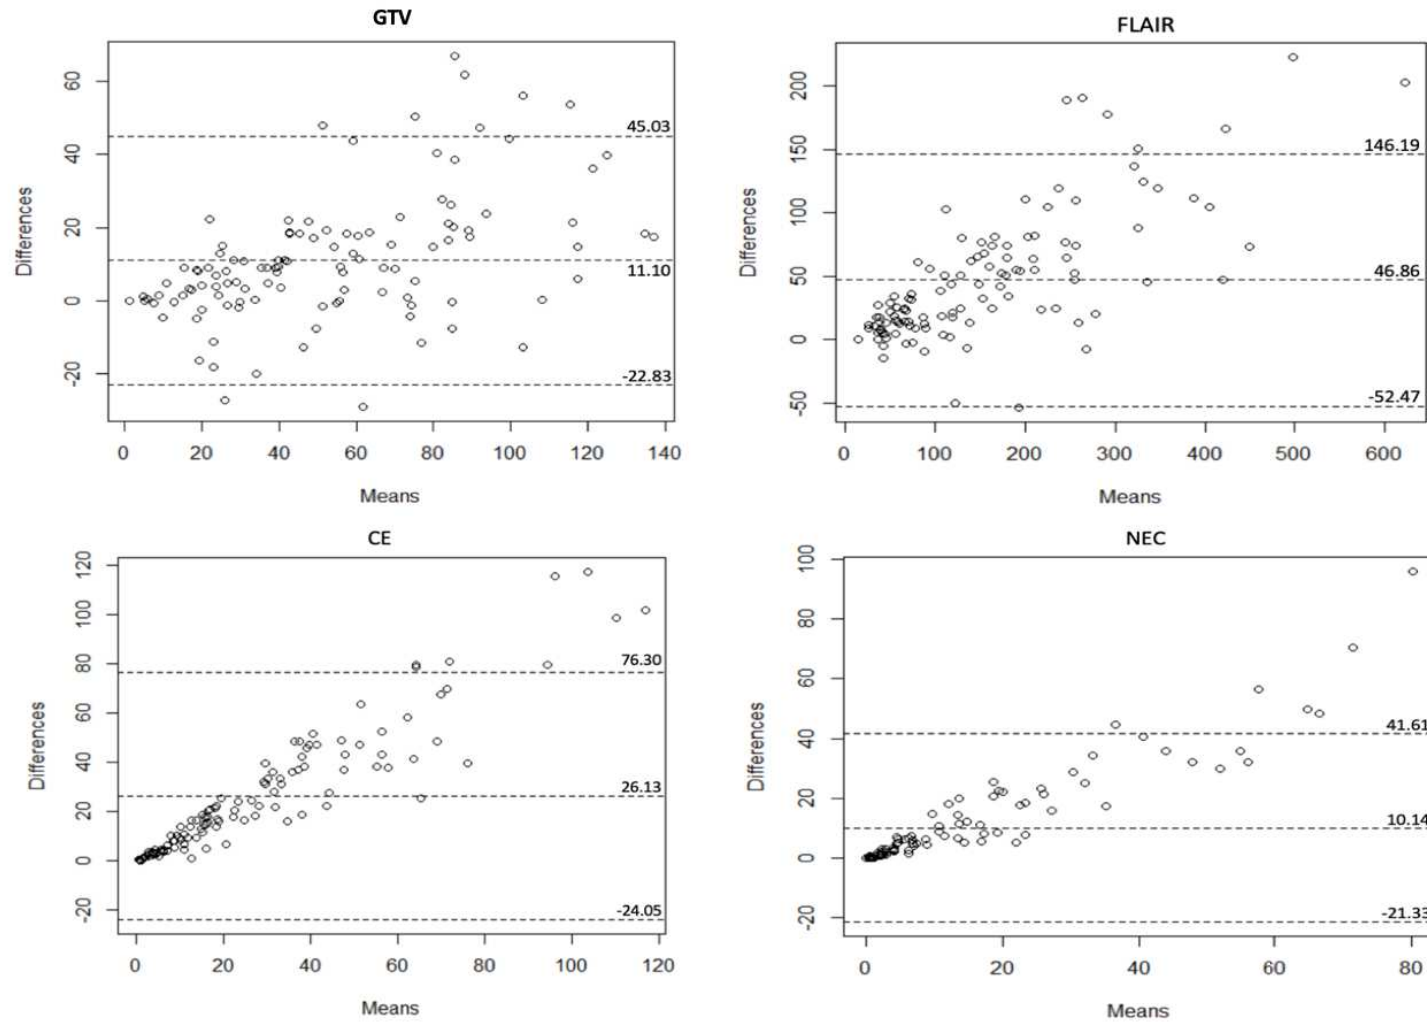 GTV
60
40
20
0
-20
45.03
11.10
-22.83
Differences
0 20 40 60 80 100 120 140
Means
FLAIR
200
150
100
50
0
-50
146.19
46.86
-52.47
Differences
0 100 200 300 400 500 600
Means
CE
120
100
80
60
40
20
0
-20
76.30
26.13
-24.05
Differences
0 20 40 60 80 100 120
Means
NEC
100
80
60
40
20
0
-20
41.61
10.14
-21.33
Differences
0 20 40 60 80
Means